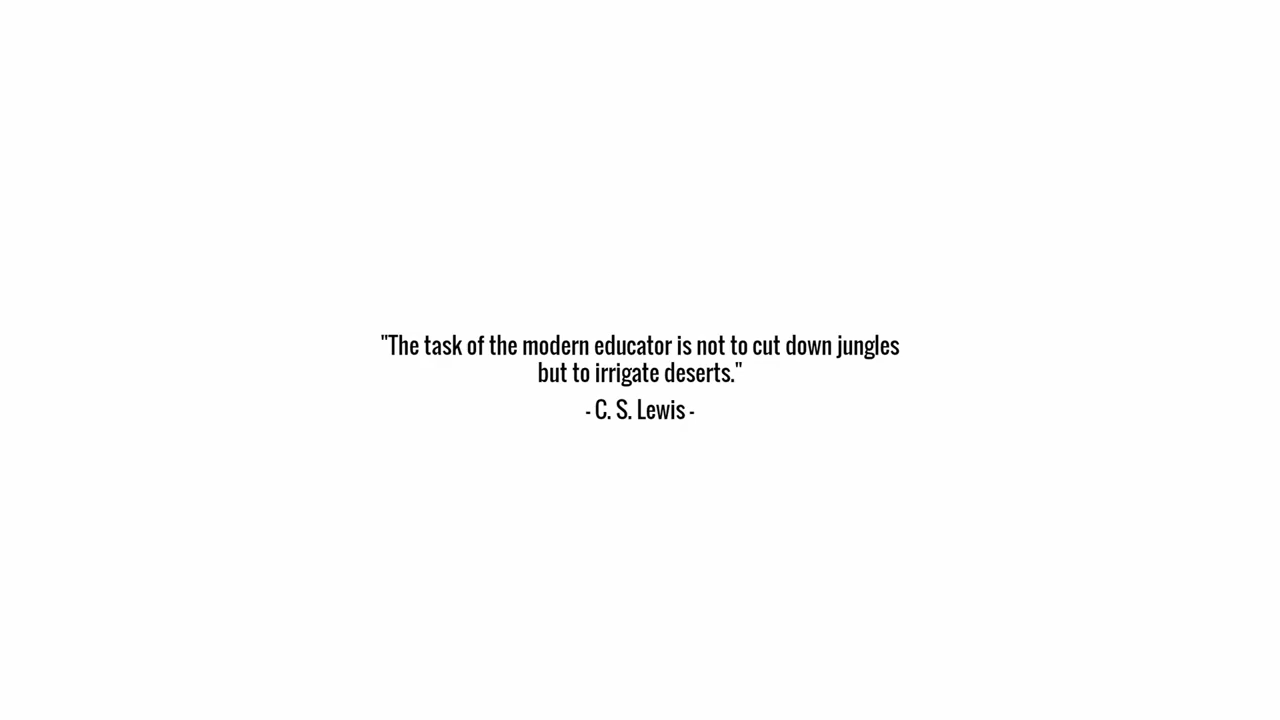 "The task of the modern educator is not to cut down jungles
but to irrigate deserts."
- C. S. Lewis -